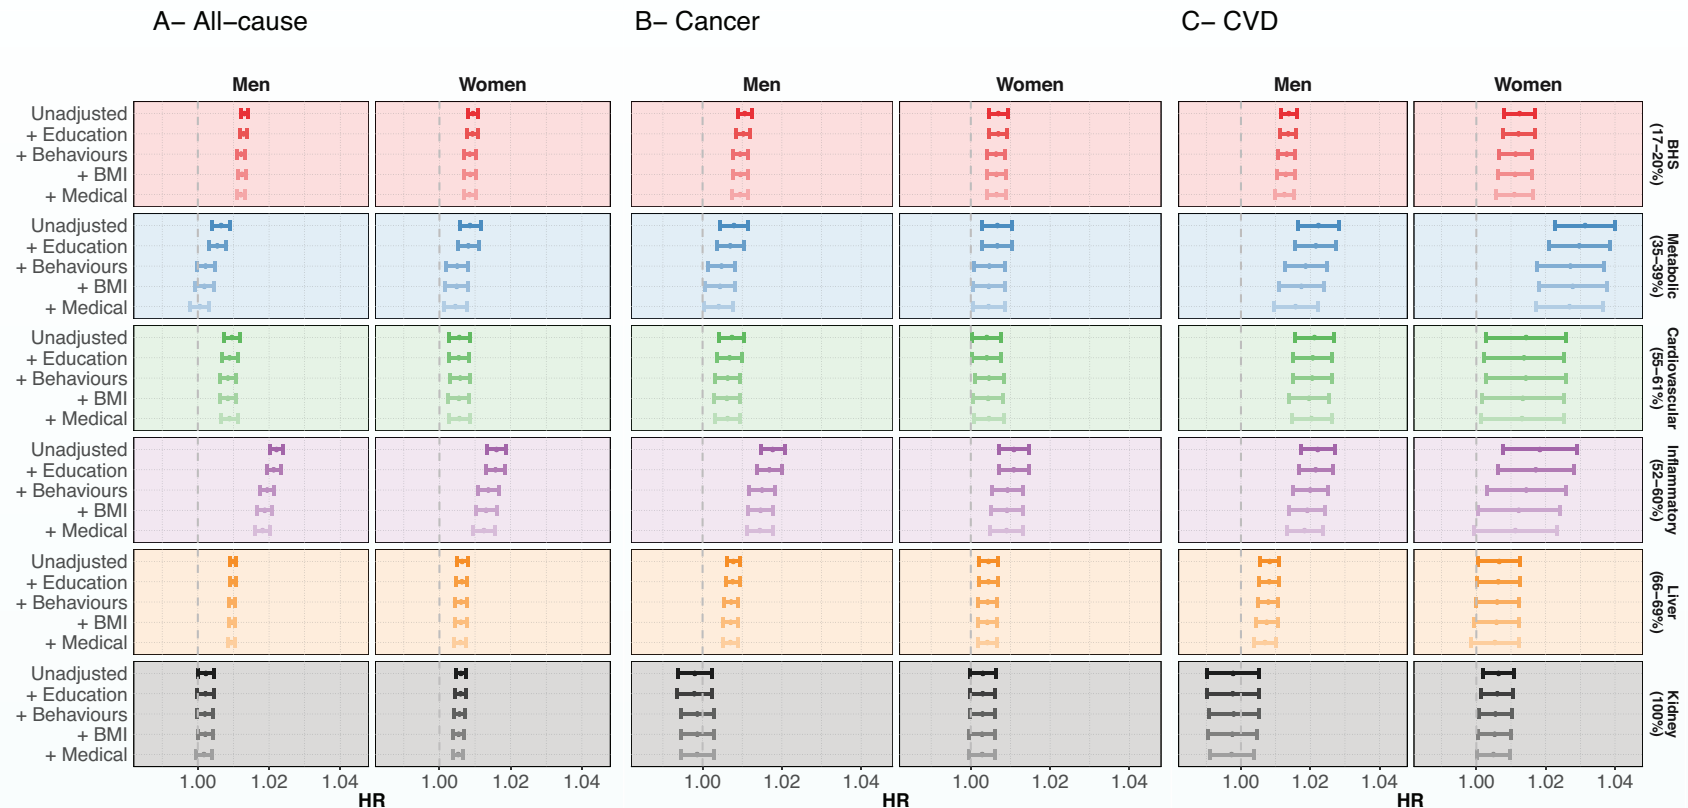 A– All–cause
B– Cancer
C– CVD
Men
Women
Men
Women
Men
Women
Unadjusted
+ Education
+ Behaviours
+ BMI
+ Medical
BHS
(17–20%)
Unadjusted
+ Education
+ Behaviours
+ BMI
+ Medical
Metabolic
(35–39%)
Unadjusted
+ Education
+ Behaviours
+ BMI
+ Medical
Cardiovascular
(55–61%)
Unadjusted
+ Education
+ Behaviours
+ BMI
+ Medical
Inflammatory
(52–60%)
Unadjusted
+ Education
+ Behaviours
+ BMI
+ Medical
Liver
(66–69%)
Unadjusted
+ Education
+ Behaviours
+ BMI
+ Medical
Kidney
(100%)
1.00 1.02 1.04 1.00 1.02 1.04 1.00 1.02 1.04 1.00 1.02 1.04 1.00 1.02 1.04 1.00 1.02 1.04
HR HR HR